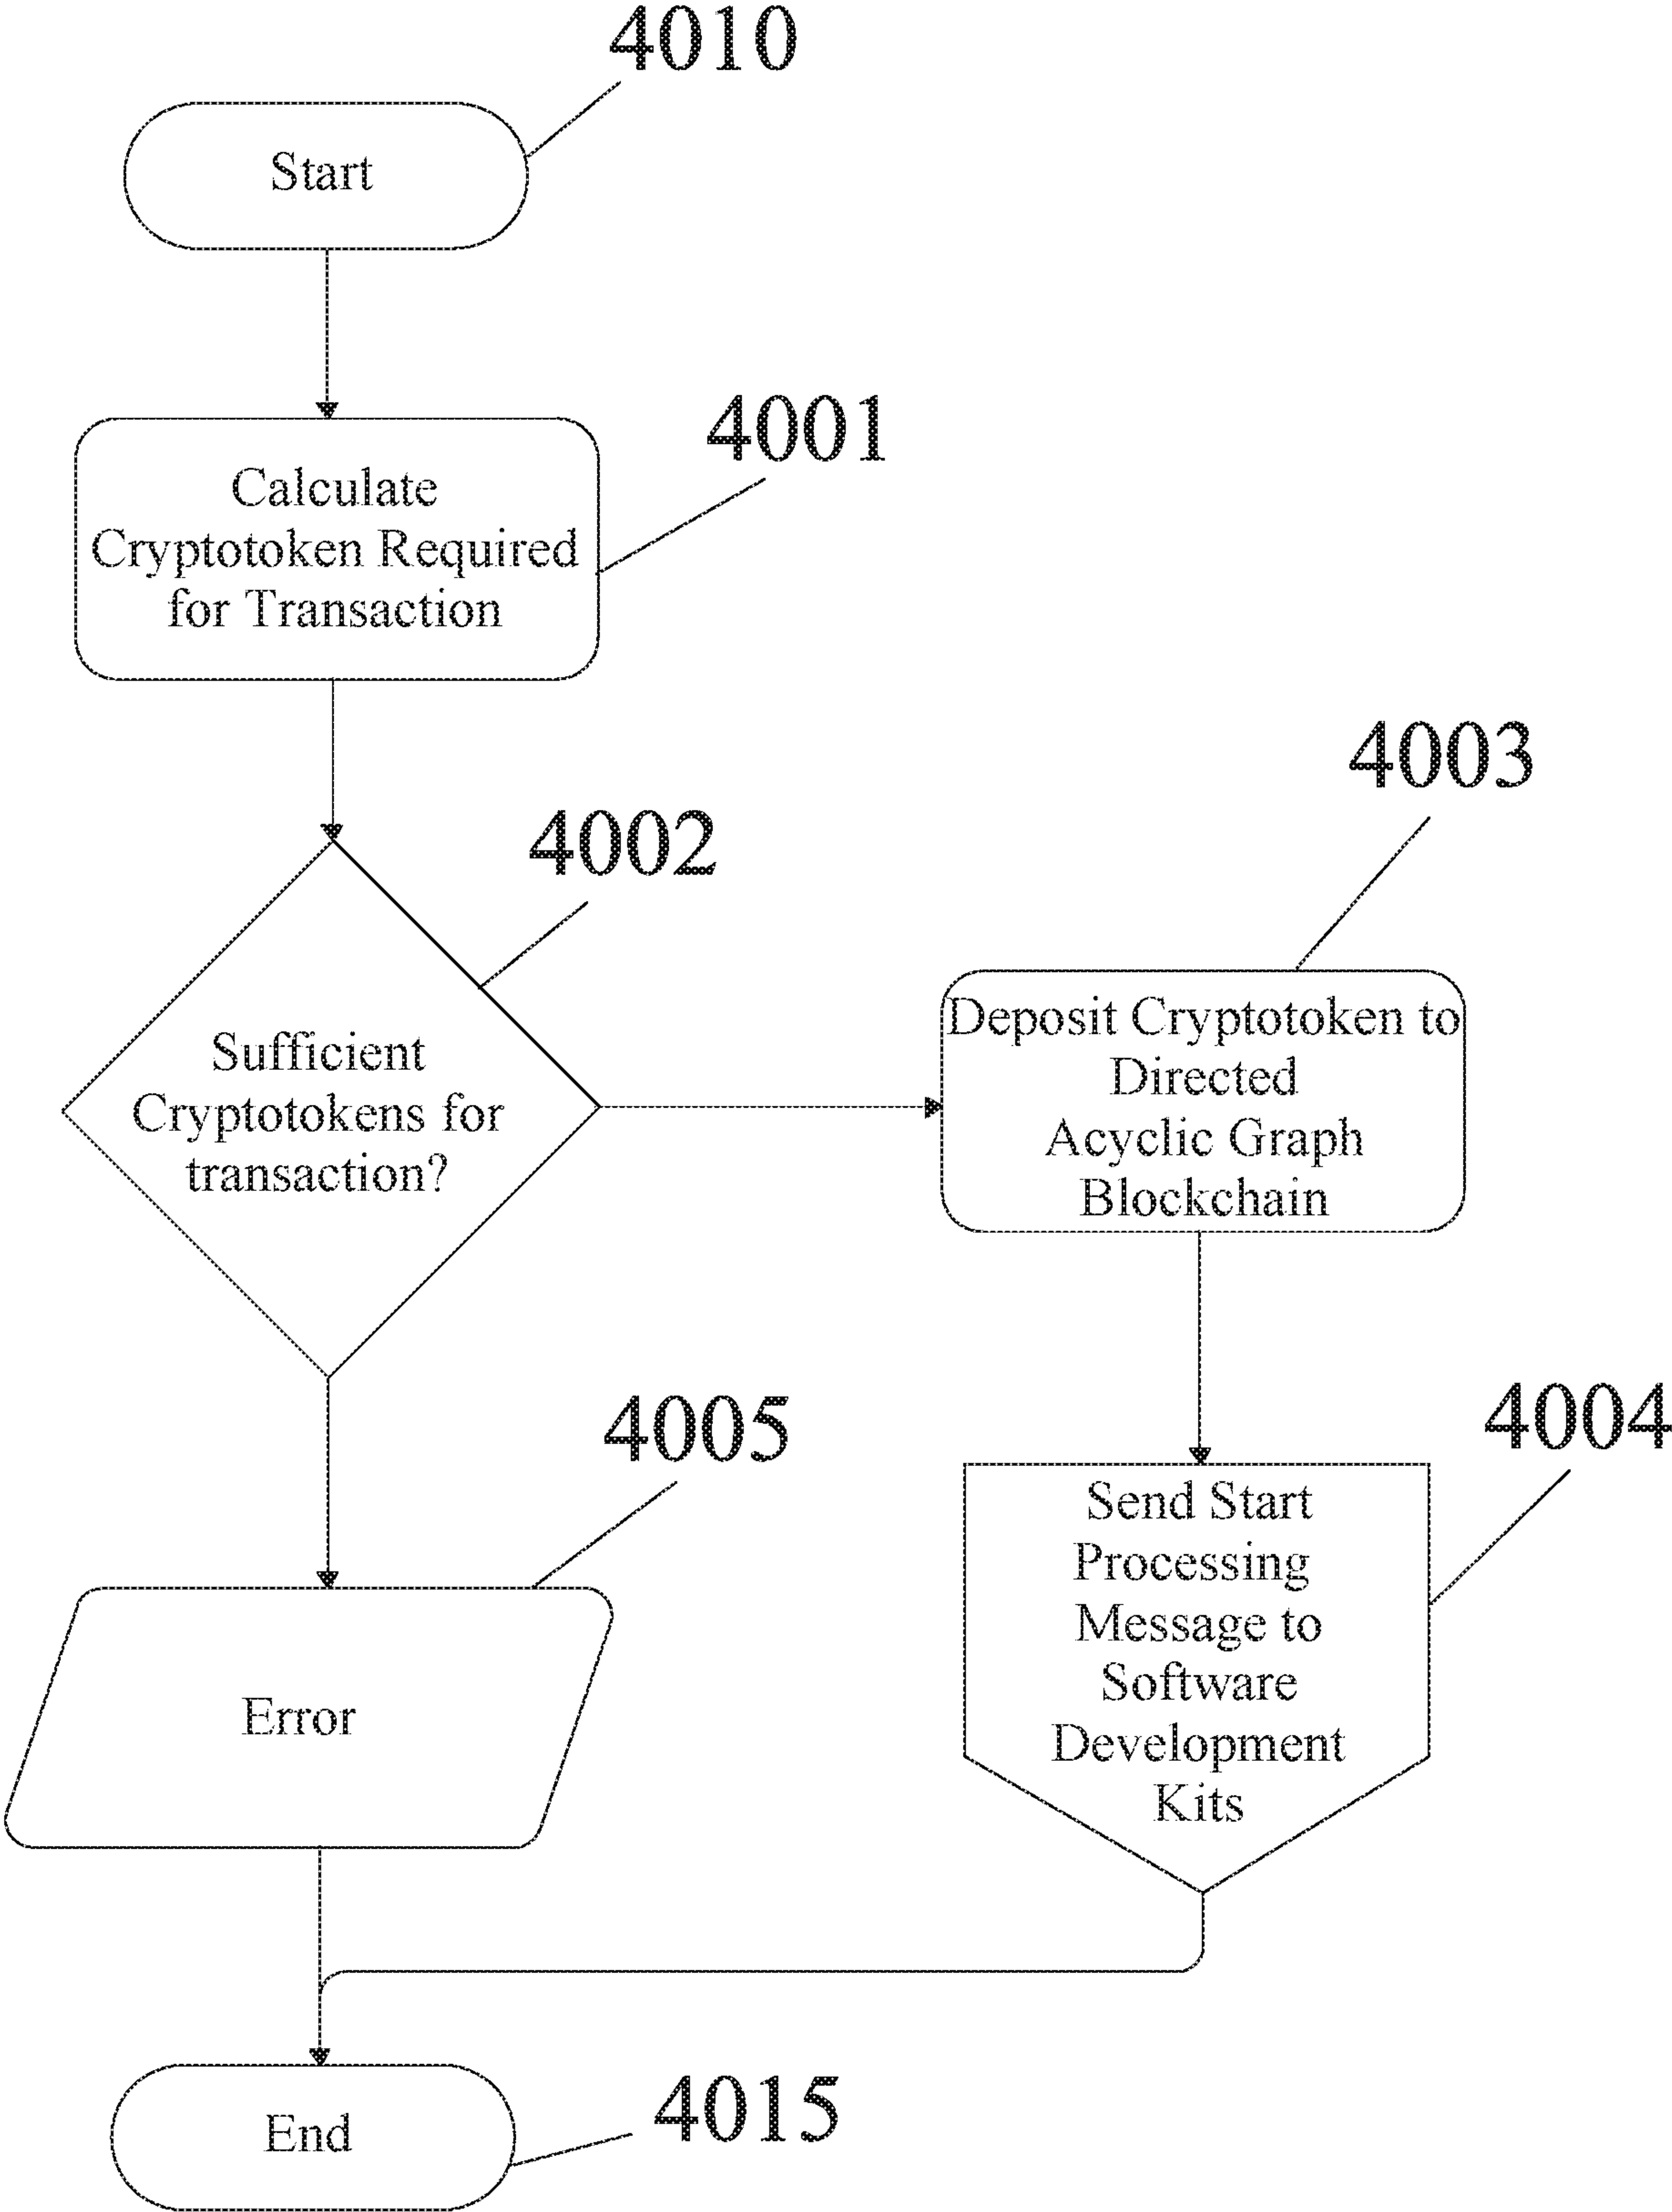 4010
Start
4001
Calculate
Cryptotoken Required
for Transaction
4002
Sufficient
Cryptotokens for
transaction?
4003
Deposit Cryptotoken to
Directed
Acyclic Graph
Blockchain
4004
Send Start
Processing
Message to
Software
Development
Kits
4005
Error
4015
End